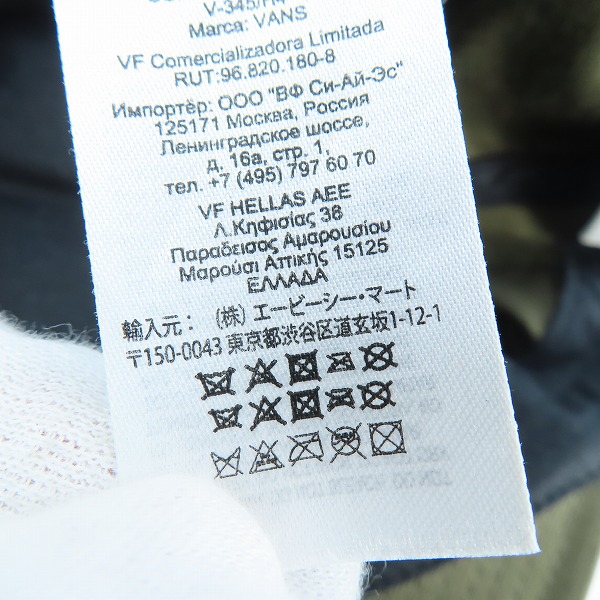 V-345/
Marca: VANS
VF Comercializadora Limitada
RUT:96.820.180-8
Импортёр: ООО "ВФ Си-Ай-Эс"
125171 Москва, Россия
Ленинградское шоссе,
д. 16а, стр. 1,
тел. +7 (495) 797 60 70
VF HELLAS AEE
Λ.Κηφισίας 38
Παραδεισος Αμαρουσίου
Μαρούσι Αττικής 15125
ΕΛΛΑΔΑ
輸入元： (株) エービーシー・マート
〒150-0043 東京都渋谷区道玄坂1-12-1